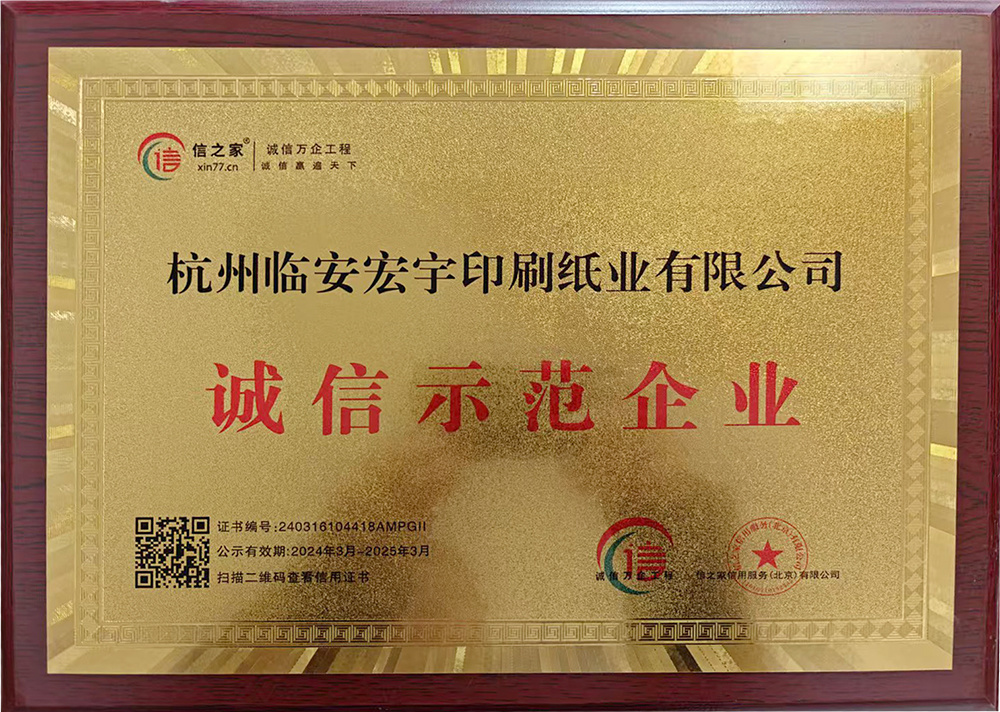 信之家®
xin77.cn
诚信万企工程
诚信赢遍天下
杭州临安宏宇印刷纸业有限公司
诚信示范企业
证书编号:240316104418AMPGII
公示有效期:2024年3月-2025年3月
扫描二维码查看信用证书
信
诚信万企工程
信之家信用服务(北京)有限公司